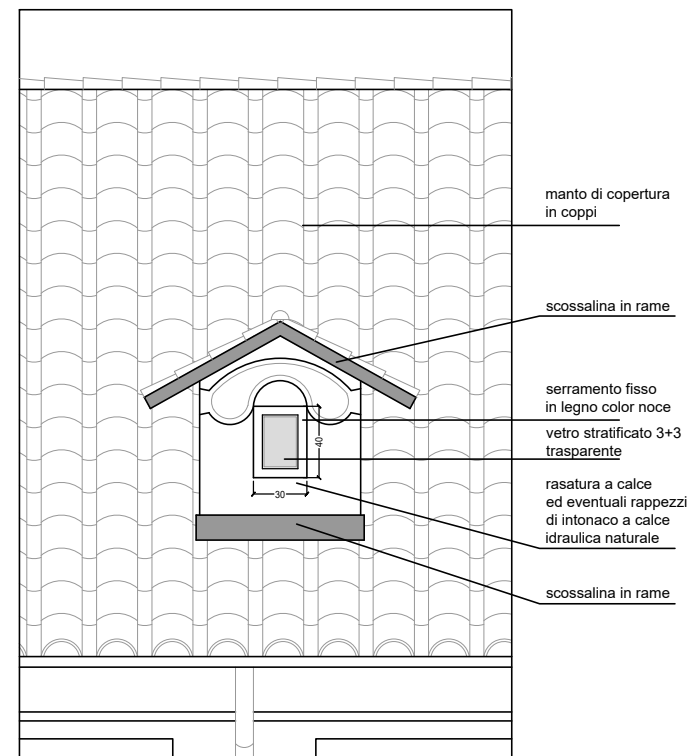 manto di copertura
in coppi
scossalina in rame
serramento fisso
in legno color noce
vetro stratificato 3+3
trasparente
40
30
rasatura a calce
ed eventuali rappezzi
di intonaco a calce
idraulica naturale
scossalina in rame